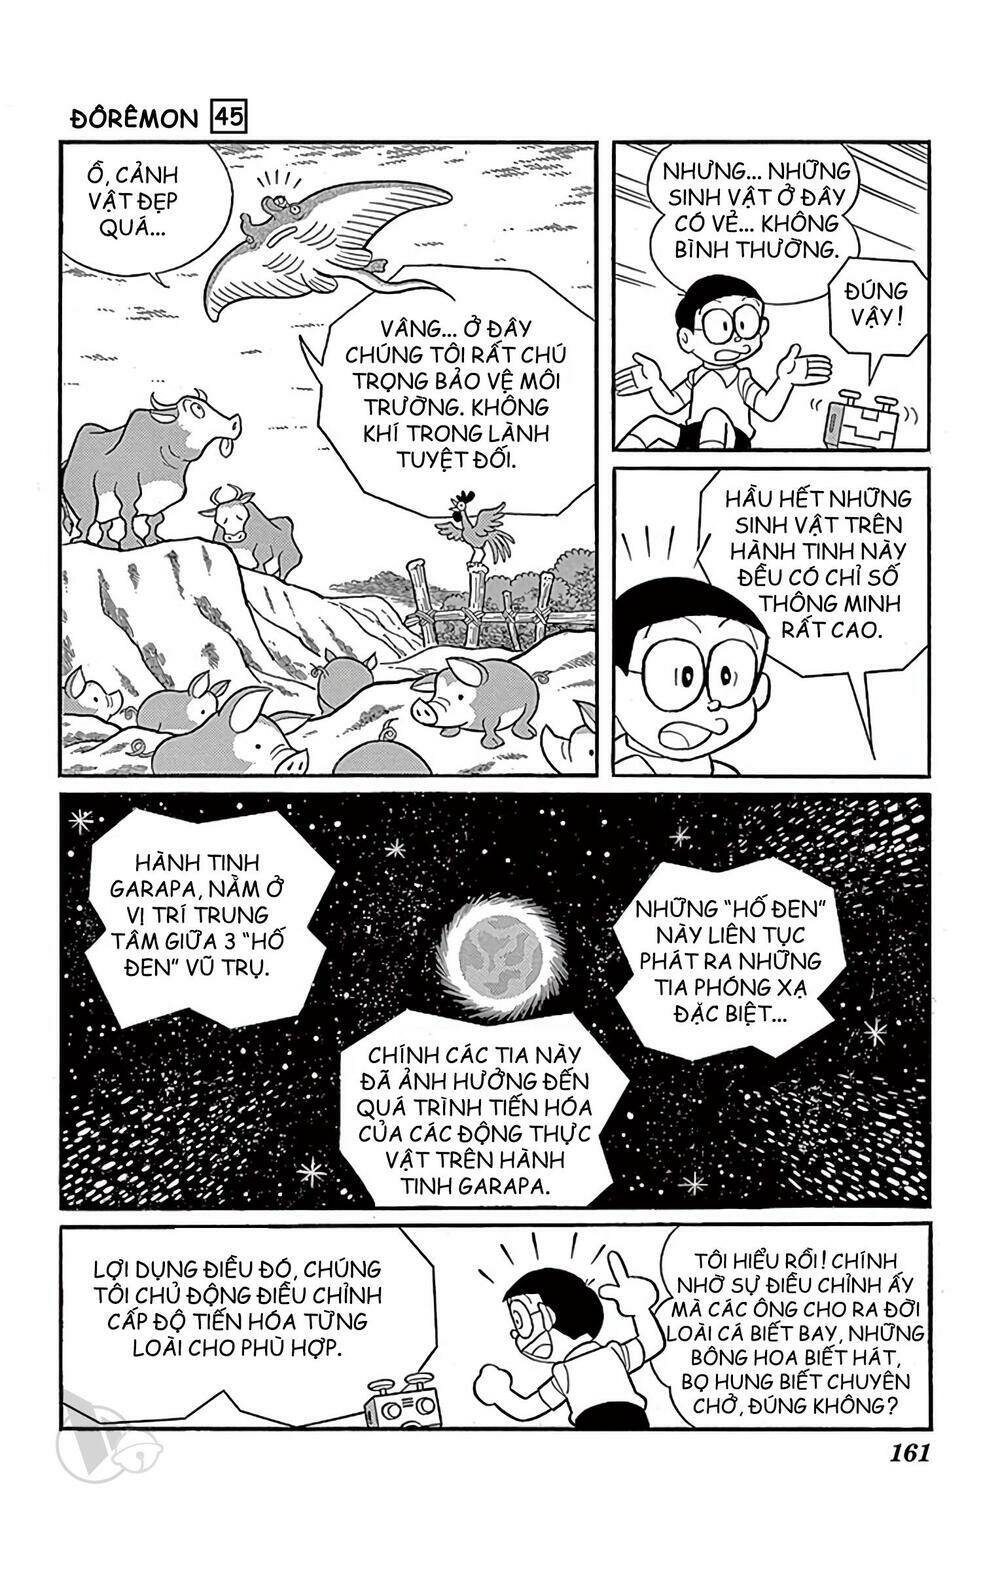 ĐÔRÊMON 45
Ồ, CẢNH
VẬT ĐẸP
QUÁ...
VÂNG... Ở ĐÂY
CHÚNG TÔI RẤT CHÚ
TRỌNG BẢO VỆ MÔI
TRƯỜNG. KHÔNG
KHÍ TRONG LÀNH
TUYỆT ĐỐI.
NHƯNG... NHỮNG
SINH VẬT Ở ĐÂY
CÓ VẺ... KHÔNG
BÌNH THƯỜNG.
ĐÚNG
VẬY!
HẦU HẾT NHỮNG
SINH VẬT TRÊN
HÀNH TINH NÀY
ĐỀU CÓ CHỈ SỐ
THÔNG MINH
RẤT CAO.
HÀNH TINH
GARAPA, NẰM Ở
VỊ TRÍ TRUNG
TÂM GIỮA 3 “HỐ
ĐEN” VŨ TRỤ.
NHỮNG “HỐ ĐEN”
NÀY LIÊN TỤC
PHÁT RA NHỮNG
TIA PHÓNG XẠ
ĐẶC BIỆT...
CHÍNH CÁC TIA NÀY
ĐÃ ẢNH HƯỞNG ĐẾN
QUÁ TRÌNH TIẾN HÓA
CỦA CÁC ĐỘNG THỰC
VẬT TRÊN HÀNH
TINH GARAPA.
LỢI DỤNG ĐIỀU ĐÓ, CHÚNG
TÔI CHỦ ĐỘNG ĐIỀU CHỈNH
CẤP ĐỘ TIẾN HÓA TỪNG
LOÀI CHO PHÙ HỢP.
TÔI HIỂU RỒI! CHÍNH
NHỜ SỰ ĐIỀU CHỈNH ẤY
MÀ CÁC ÔNG CHO RA ĐỜI
LOÀI CÁ BIẾT BAY, NHỮNG
BÔNG HOA BIẾT HÁT,
BỌ HUNG BIẾT CHUYÊN
CHỞ, ĐÚNG KHÔNG?
161